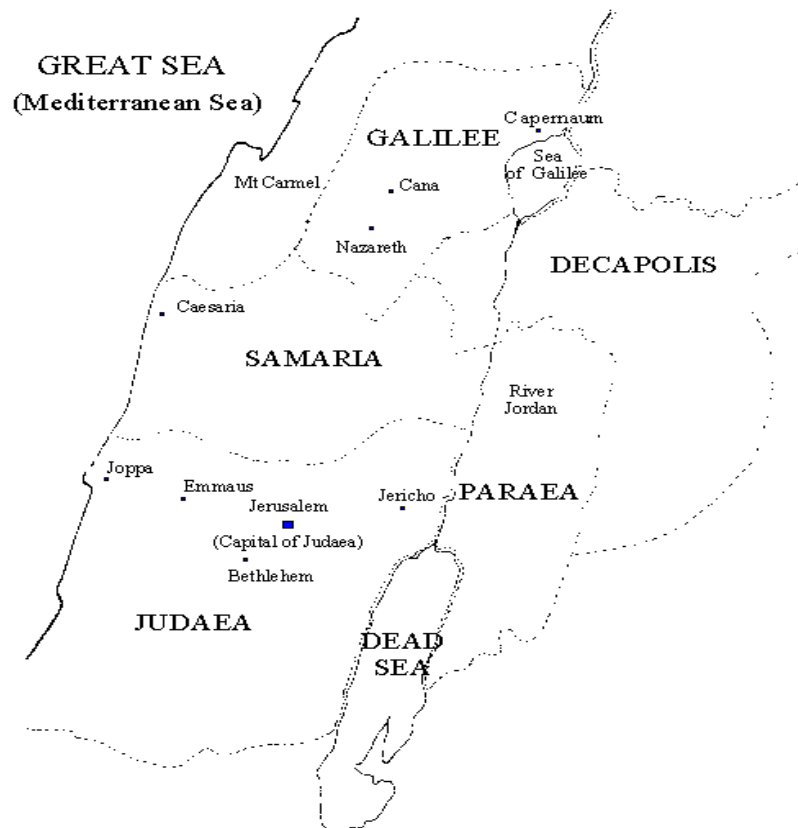 GREAT SEA
(Mediterranean Sea)
Capernaum
GALILEE
Sea
of Galilee
Mt Carmel
Cana
Nazareth
DECAPOLIS
Caesaria
SAMARIA
River
Jordan
Joppa
Emmaus
Jerusalem
Jericho
PARAEA
(Capital of Judaea)
Bethlehem
JUDAEA
DEAD
SEA